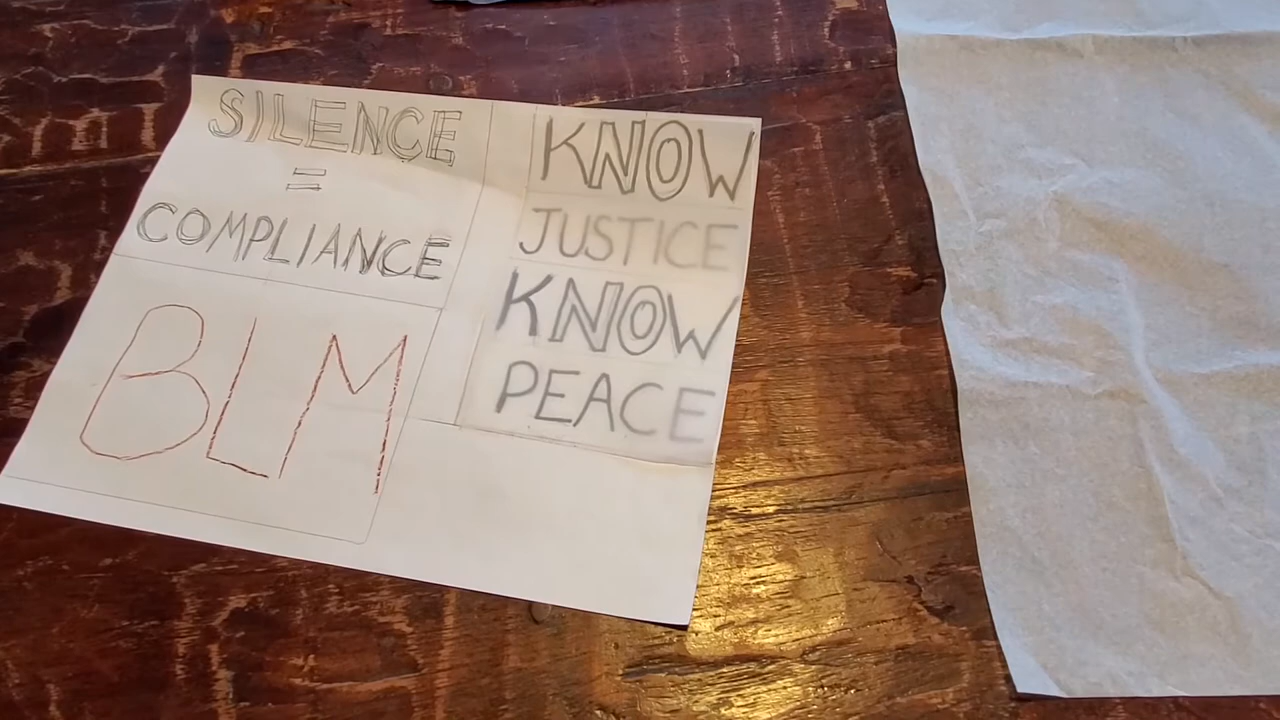 SILENCE
=
COMPLIANCE
BLM
KNOW
JUSTICE
KNOW
PEACE